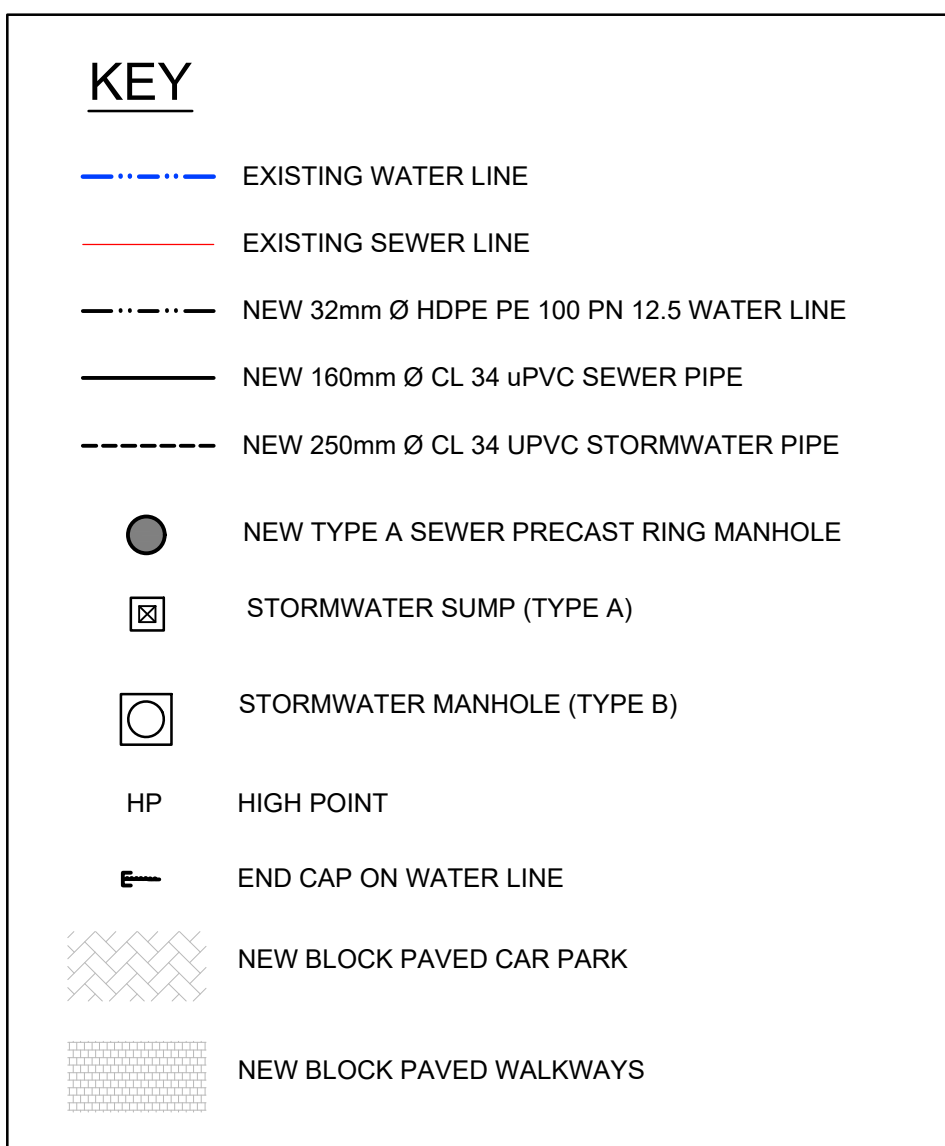 KEY
EXISTING WATER LINE
EXISTING SEWER LINE
NEW 32mm Ø HDPE PE 100 PN 12.5 WATER LINE
NEW 160mm Ø CL 34 uPVC SEWER PIPE
NEW 250mm Ø CL 34 UPVC STORMWATER PIPE
NEW TYPE A SEWER PRECAST RING MANHOLE
STORMWATER SUMP (TYPE A)
STORMWATER MANHOLE (TYPE B)
HP HIGH POINT
END CAP ON WATER LINE
NEW BLOCK PAVED CAR PARK
NEW BLOCK PAVED WALKWAYS